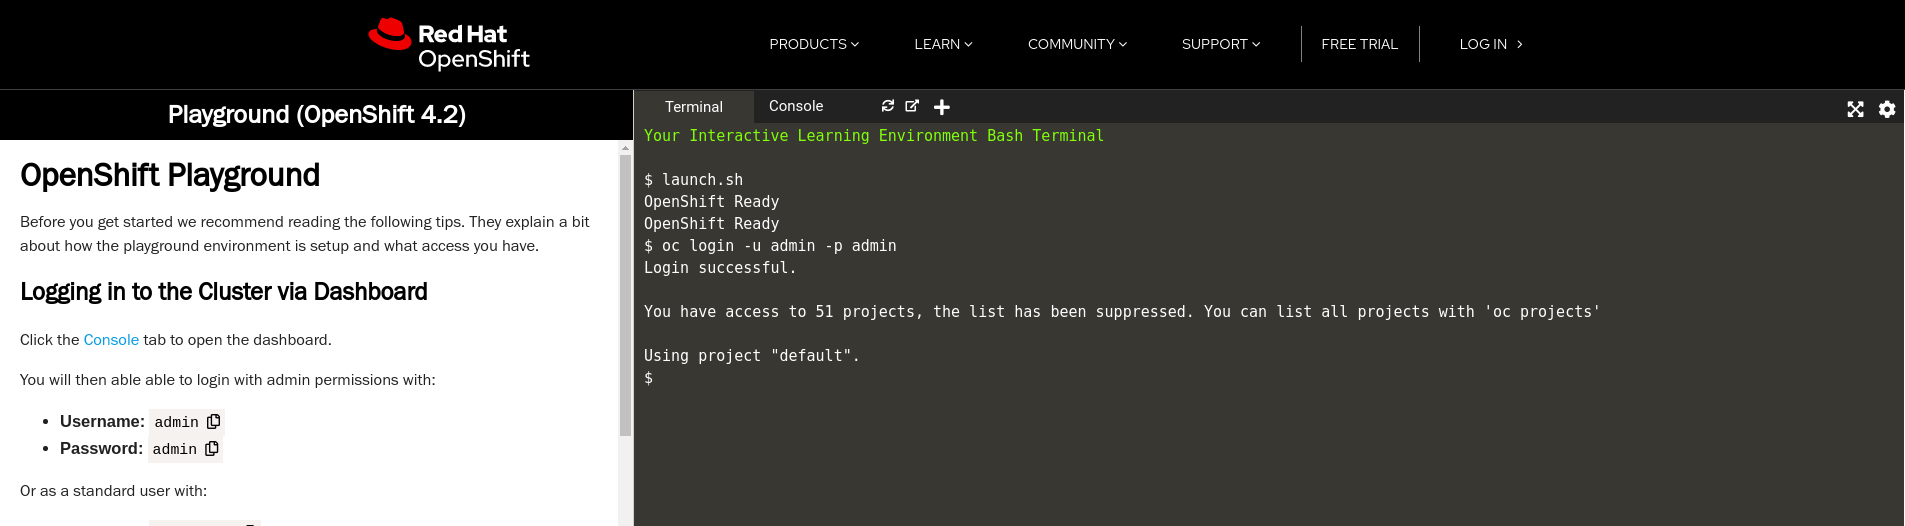 Red Hat
OpenShift
PRODUCTS
LEARN
COMMUNITY
SUPPORT
FREE TRIAL
LOG IN
Playground (OpenShift 4.2)
OpenShift Playground
Before you get started we recommend reading the following tips. They explain a bit
about how the playground environment is setup and what access you have.
Logging in to the Cluster via Dashboard
Click the Console tab to open the dashboard.
You will then able able to login with admin permissions with:
• Username: admin
• Password: admin
Or as a standard user with:
Terminal
Console
Your Interactive Learning Environment Bash Terminal
$ launch.sh
OpenShift Ready
OpenShift Ready
$ oc login -u admin -p admin
Login successful.
You have access to 51 projects, the list has been suppressed. You can list all projects with 'oc projects'
Using project "default".
$